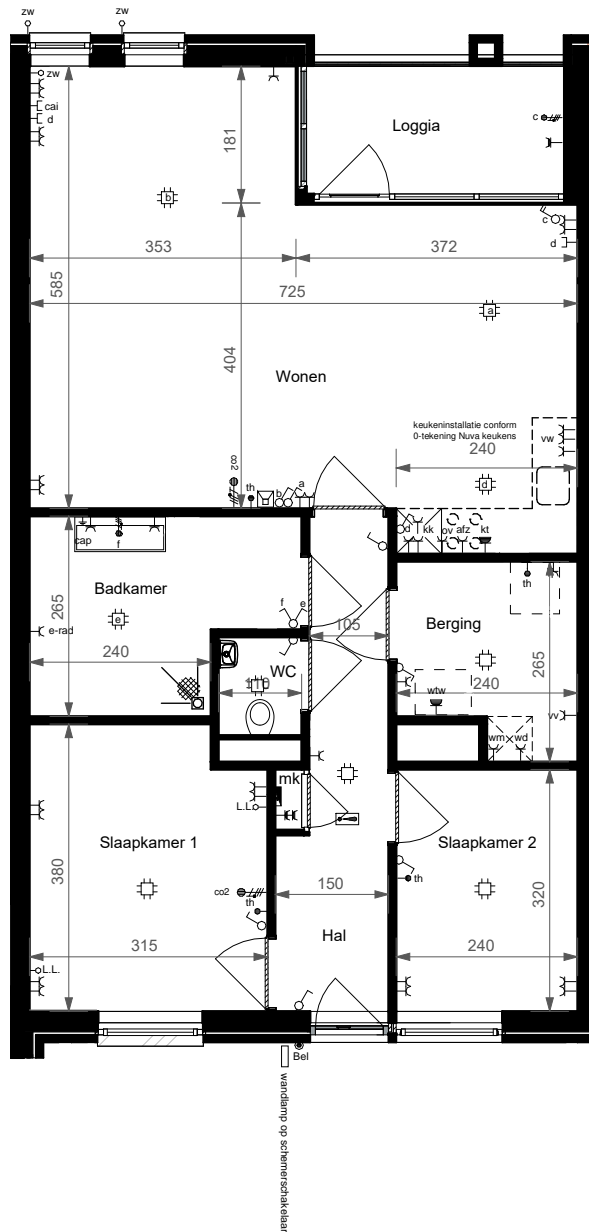 zw
zw
zw
cai
d
Loggia
c
181
b
c
d
353
372
585
725
a
404
Wonen
keukeninstallatie conform
0-tekening Nuva keukens
240
vw
co2
th
b
a
d
d
kk
ov
afz
kt
cap
f
Badkamer
e
265
e-rad
240
f
e
105
Berging
th
265
WC
110
240
wtw
vv
wm
wd
mk
L.L.
Slaapkamer 1
Slaapkamer 2
380
co2
th
th
150
320
315
Hal
240
L.L.
Bel
wandlamp op schemerschakelaar